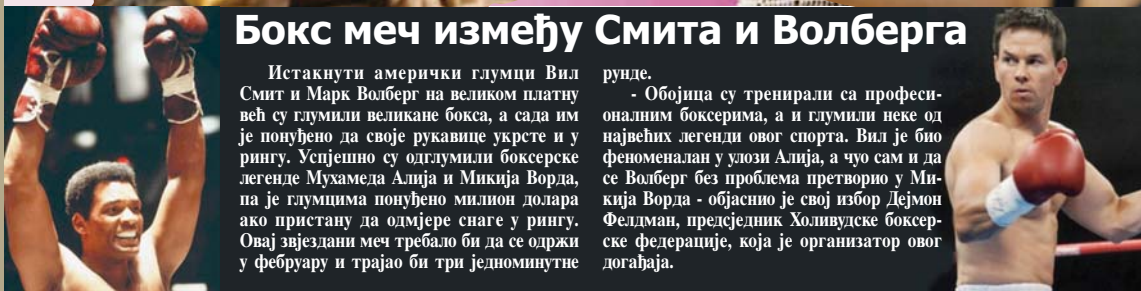 Бокс меч између Смита и Волберга
Истакнути амерички глумци Вил
Смит и Марк Волберг на великом платну
већ су глумили великане бокса, а сада им
је понуђено да своје рукавице укрсте и у
рингу. Успјешно су одглумили боксерске
легенде Мухамеда Алија и Микија Ворда,
па је глумцима понуђено милион долара
ако пристану да одмјере снаге у рингу.
Овај звјездани меч требало би да се одржи
у фебруару и трајао би три једноминутне
рунде.
- Обојица су тренирали са професи-
оналним боксерима, а и глумили неке од
највећих легенди овог спорта. Вил је био
феноменалан у улози Алија, а чуо сам и да
се Волберг без проблема претворио у Ми-
кија Ворда - објаснио је свој избор Дејмон
Фелдман, предсједник Холивудске боксер-
ске федерације, која је организатор овог
догађаја.